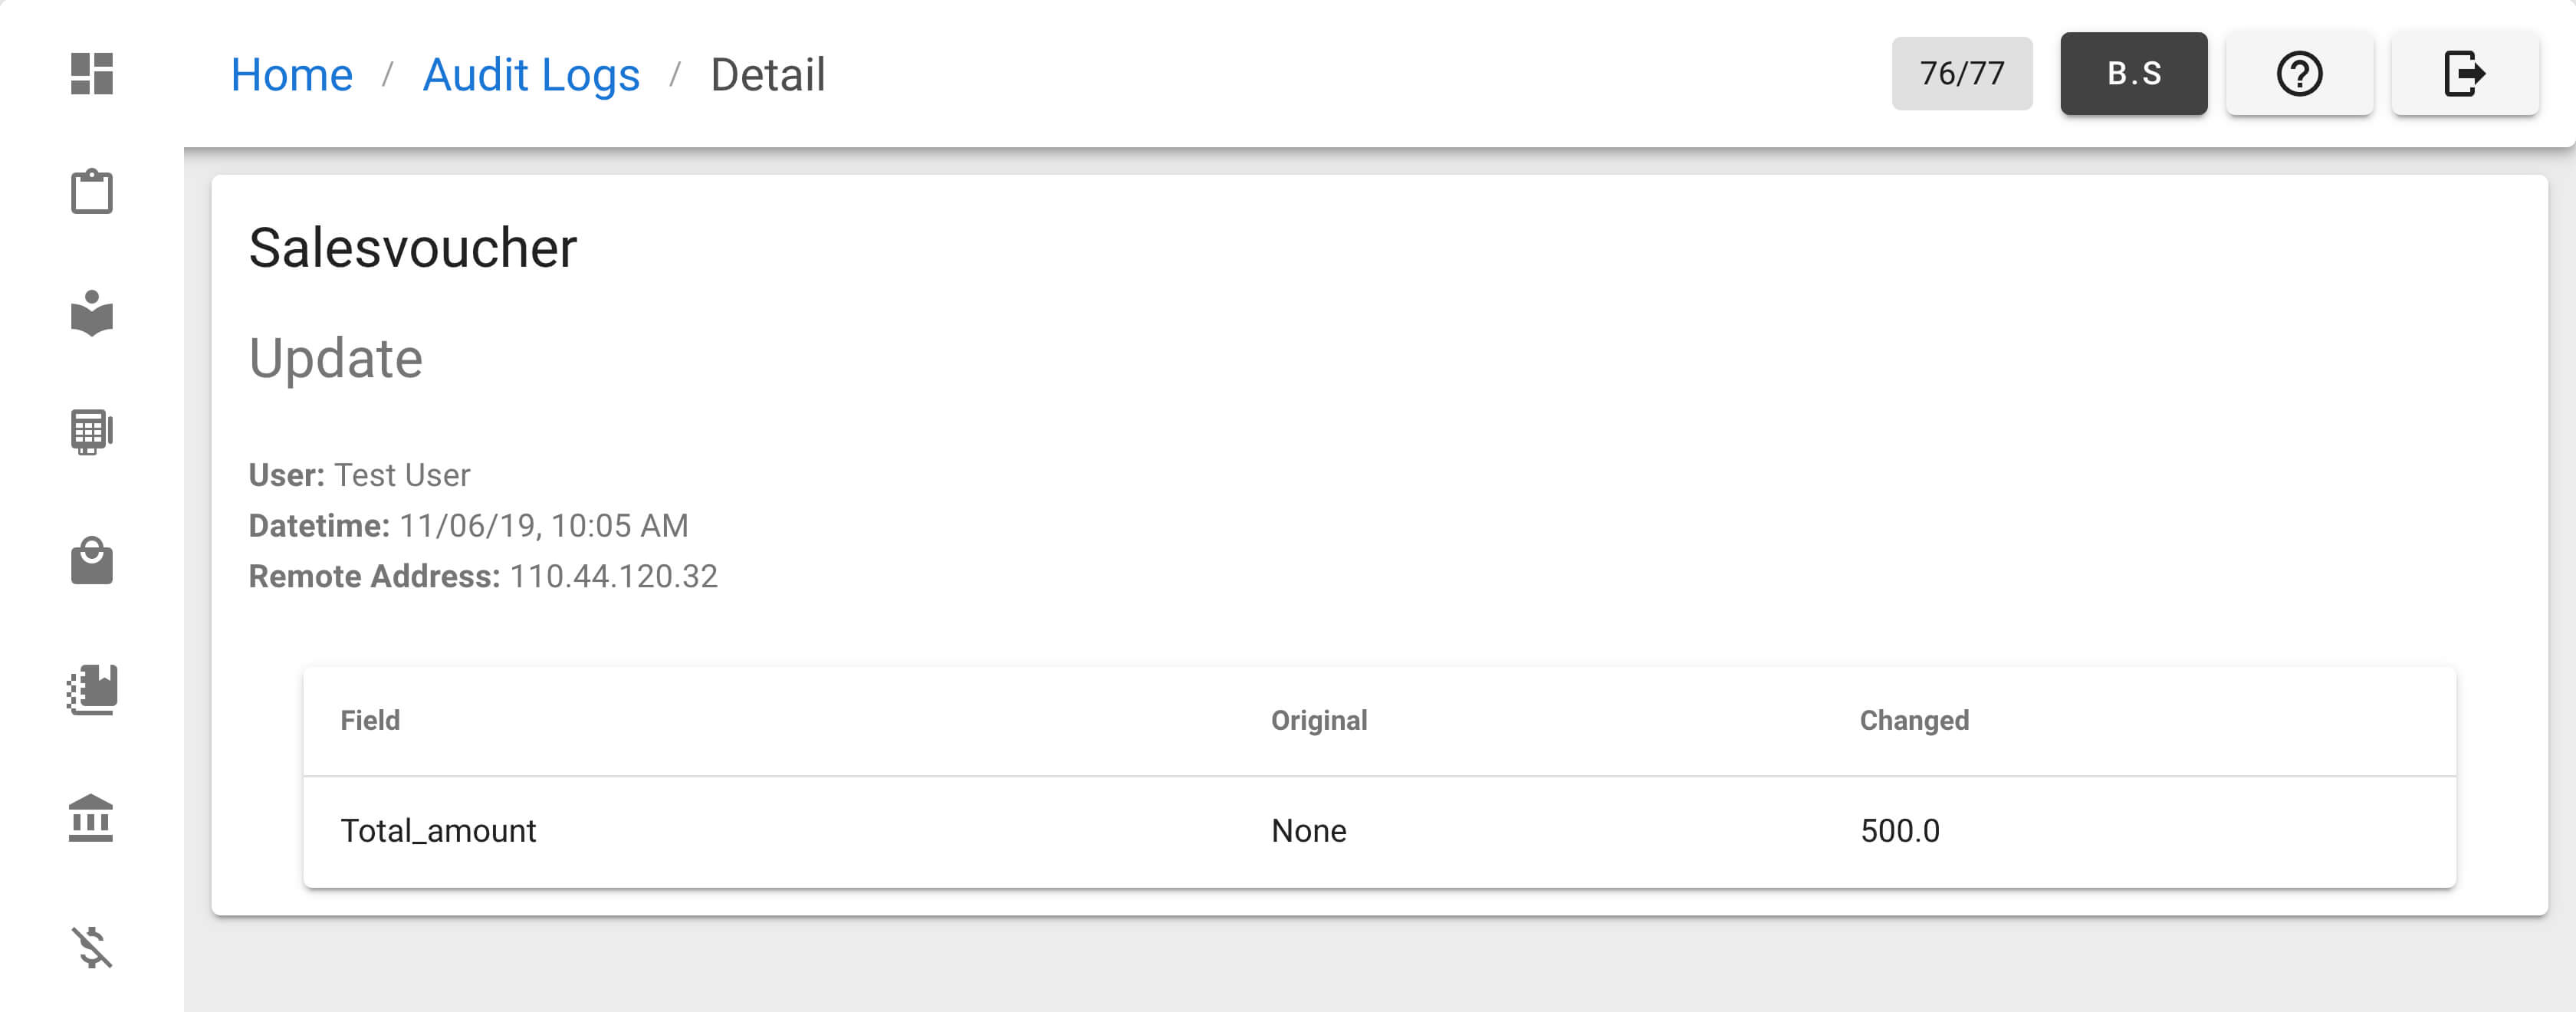 Home / Audit Logs / Detail
76/77
B.S
Salesvoucher
Update
User: Test User
Datetime: 11/06/19, 10:05 AM
Remote Address: 110.44.120.32
Field Original Changed
Total_amount None 500.0